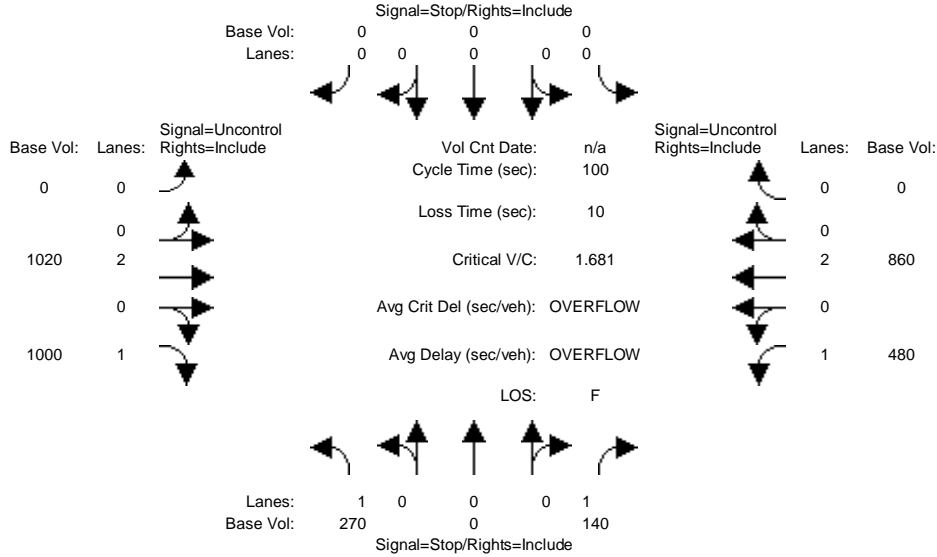 Signal=Stop/Rights=Include
Base Vol: 0 0 0
Lanes: 0 0 0 0 0
Signal=Uncontrol Signal=Uncontrol
Base Vol: Lanes: Rights=Include Vol Cnt Date: n/a Rights=Include Lanes: Base Vol:
Cycle Time (sec): 100
0 0 0 0
Loss Time (sec): 10
0 0
1020 2 Critical V/C: 1.681 2 860
0 Avg Crit Del (sec/veh): OVERFLOW 0
1000 1 Avg Delay (sec/veh): OVERFLOW 1 480
LOS: F
Lanes: 1 0 0 0 1
Base Vol: 270 0 140
Signal=Stop/Rights=Include